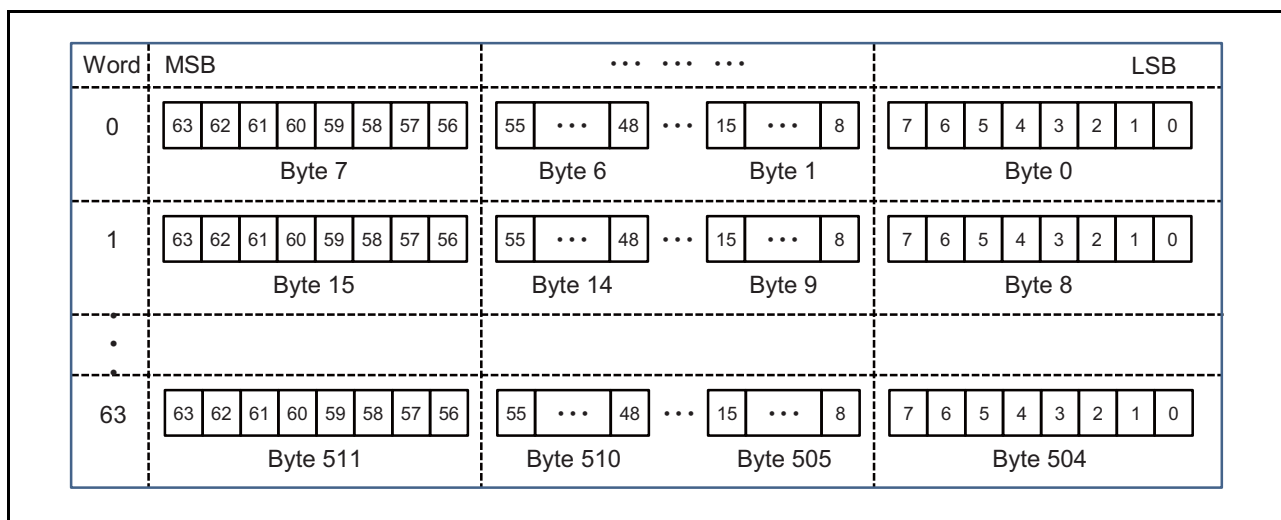 Word MSB ••• ••• ••• LSB
0 63 62 61 60 59 58 57 56 55 ••• 48 ••• 15 ••• 8 7 6 5 4 3 2 1 0
Byte 7 Byte 6 Byte 1 Byte 0
1 63 62 61 60 59 58 57 56 55 ••• 48 ••• 15 ••• 8 7 6 5 4 3 2 1 0
Byte 15 Byte 14 Byte 9 Byte 8
•
•
•
63 63 62 61 60 59 58 57 56 55 ••• 48 ••• 15 ••• 8 7 6 5 4 3 2 1 0
Byte 511 Byte 510 Byte 505 Byte 504